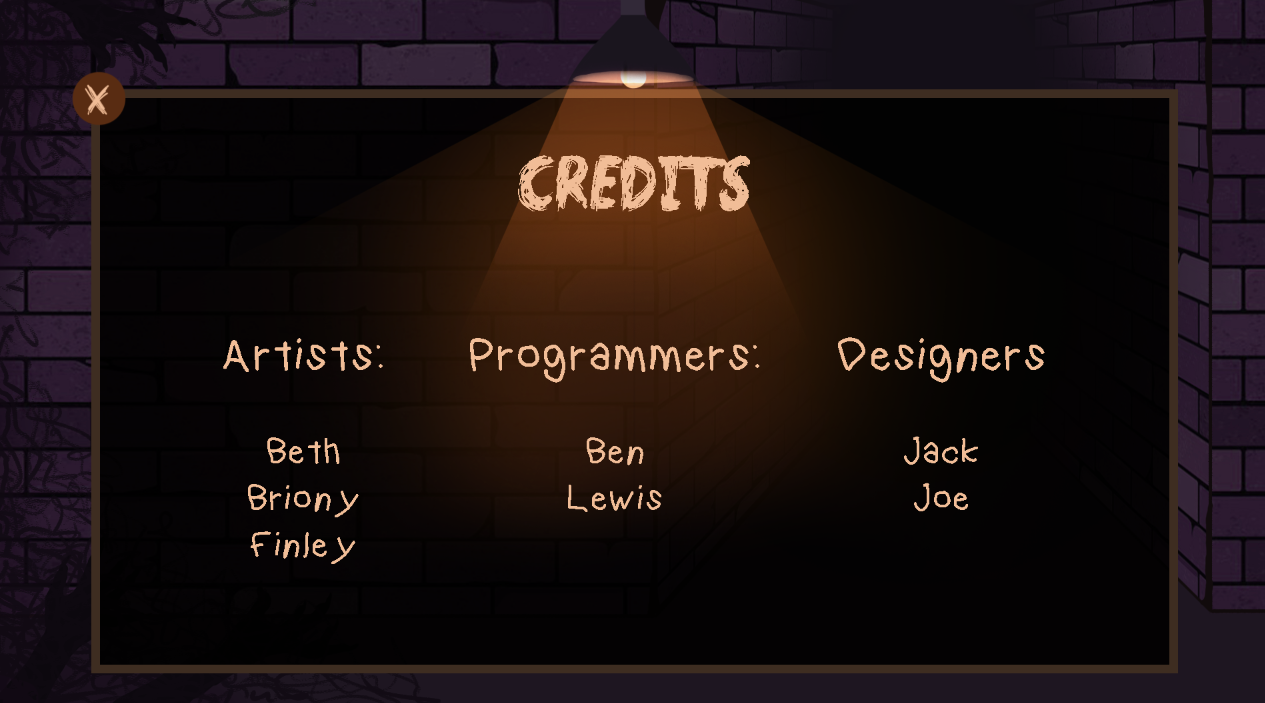 X
CREDITS
Artists:
Beth
Briony
Finley
Programmers:
Ben
Lewis
Designers
Jack
Joe